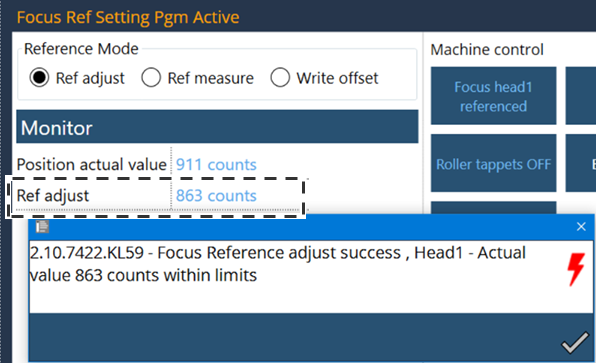 Focus Ref Setting Pgm Active
Reference Mode
Ref adjust
Ref measure
Write offset
Machine control
Focus head1
referenced
Monitor
Position actual value 911 counts
Roller tappets OFF
Ref adjust 863 counts
2.10.7422.KL59 - Focus Reference adjust success , Head1 - Actual
value 863 counts within limits